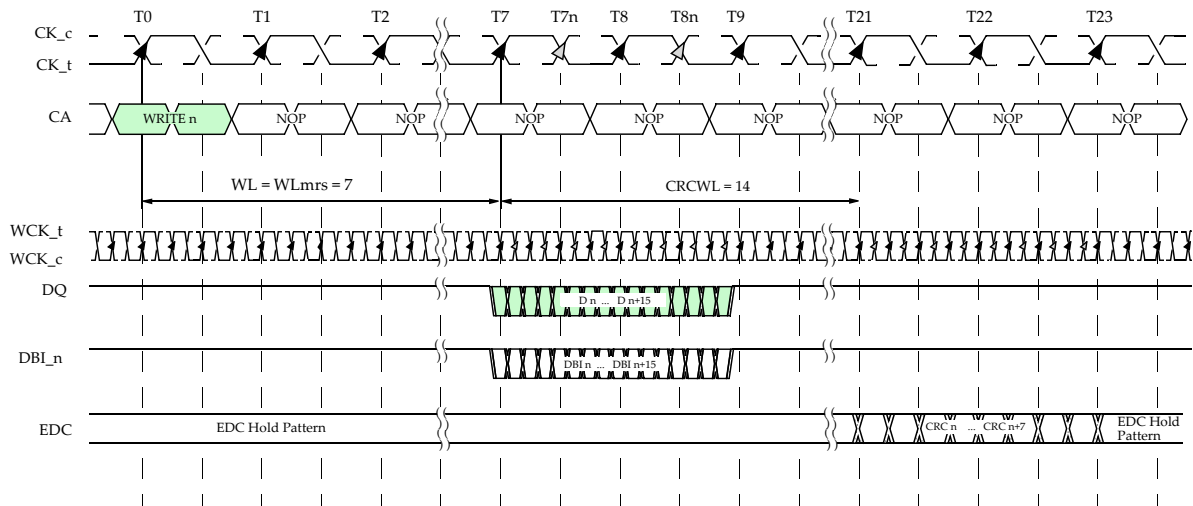 T0 T1 T2 T7 T7n T8 T8n T9 T21 T22 T23
CK_c
CK_t
CA WRITE n NOP NOP NOP NOP NOP NOP NOP NOP
WL = WLmrs = 7 CRCWL = 14
WCK_t
WCK_c
DQ D n ... D n+15
DBI_n DBI n ... DBI n+15
EDC EDC Hold Pattern CRC n ... CRC n+7 EDC Hold
Pattern